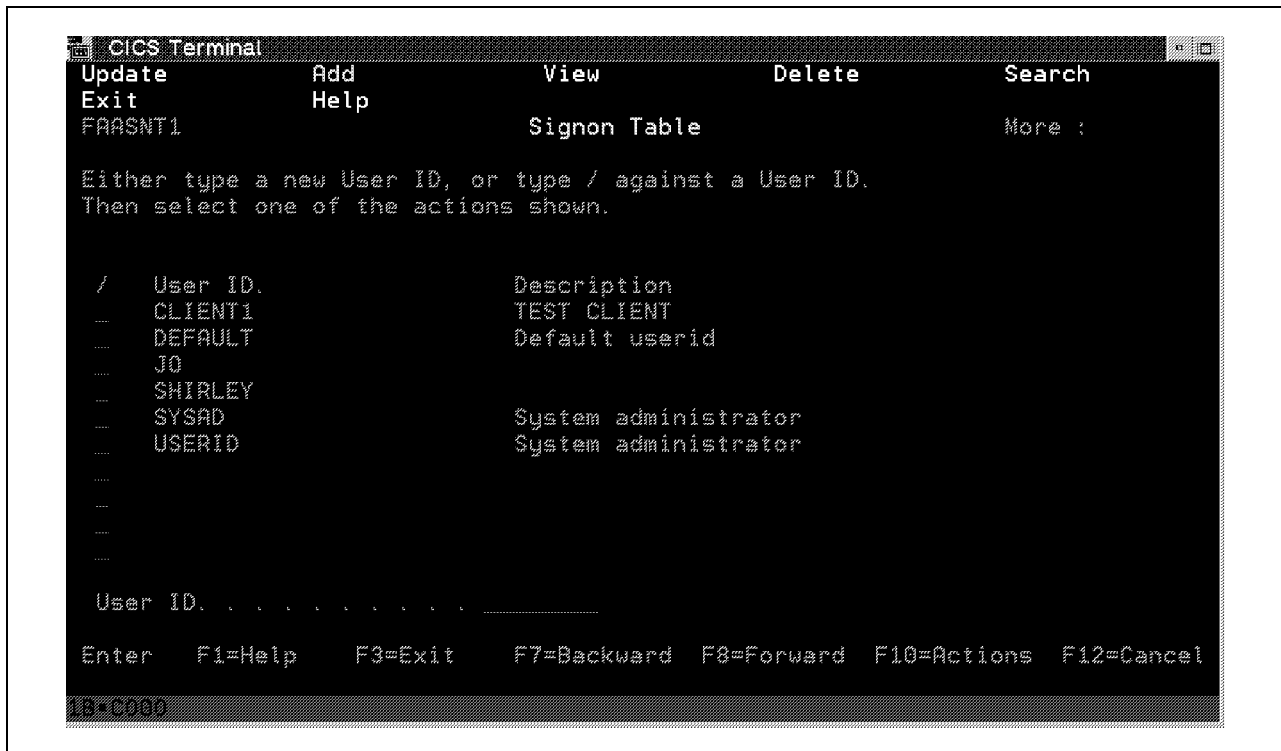 CICS Terminal
Update Add View Delete Search
Exit Help
FAASNT1 Signon Table More :
Either type a new User ID, or type / against a User ID.
Then select one of the actions shown.
/ User ID. Description
CLIENT1 TEST CLIENT
DEFAULT Default userid
JO
SHIRLEY
SYSAD System administrator
USERID System administrator
User ID. . . . . . . . . .
Enter F1=Help F3=Exit F7=Backward F8=Forward F10=Actions F12=Cancel